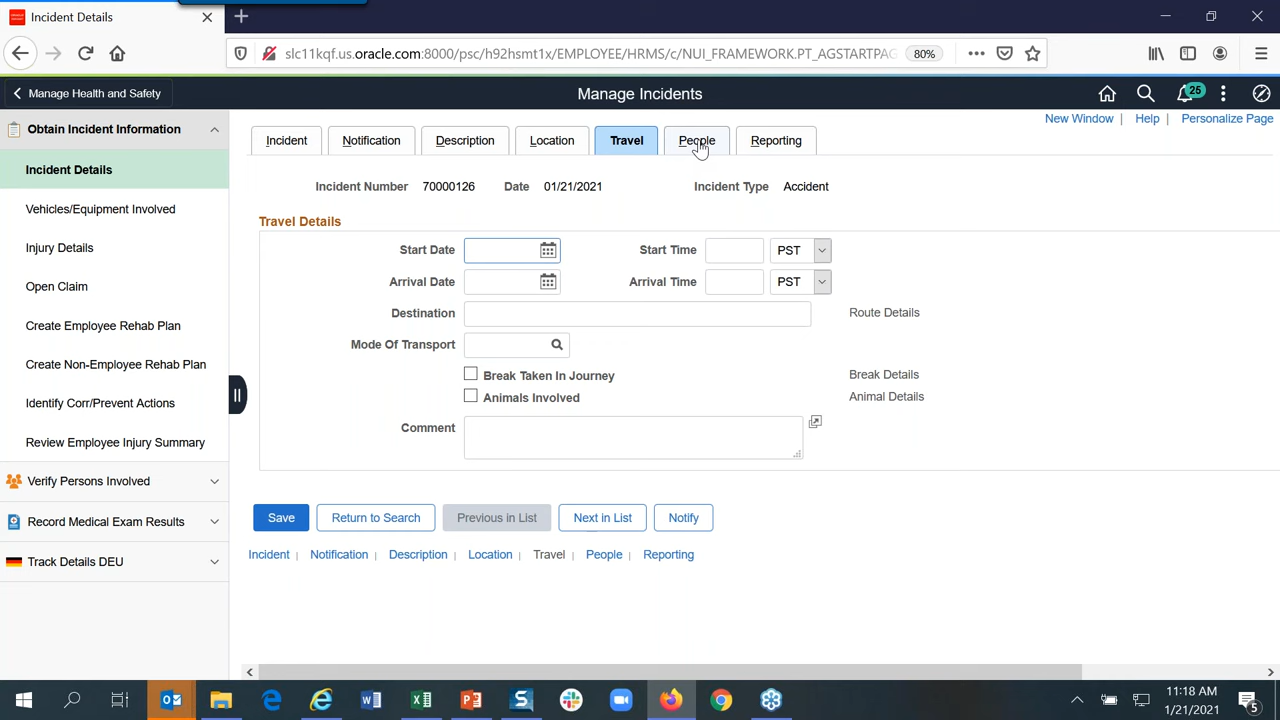 Incident Details
slc11kqf.us.oracle.com:8000/psc/h92hsmt1x/EMPLOYEE/HRMS/c/NUI_FRAMEWORK.PT_AGSTARTPAG
80%
Manage Health and Safety
Manage Incidents
25
New Window | Help | Personalize Page
Obtain Incident Information
Incident Details
Vehicles/Equipment Involved
Injury Details
Open Claim
Create Employee Rehab Plan
Create Non-Employee Rehab Plan
Identify Corr/Prevent Actions
Review Employee Injury Summary
Verify Persons Involved
Record Medical Exam Results
Track Details DEU
Incident Notification Description Location Travel People Reporting
Incident Number 70000126 Date 01/21/2021 Incident Type Accident
Travel Details
Start Date Start Time PST
Arrival Date Arrival Time PST
Destination Route Details
Mode Of Transport
Break Taken In Journey Break Details
Animals Involved Animal Details
Comment
Save Return to Search Previous in List Next in List Notify
Incident | Notification | Description | Location | Travel | People | Reporting
11:18 AM
1/21/2021
5